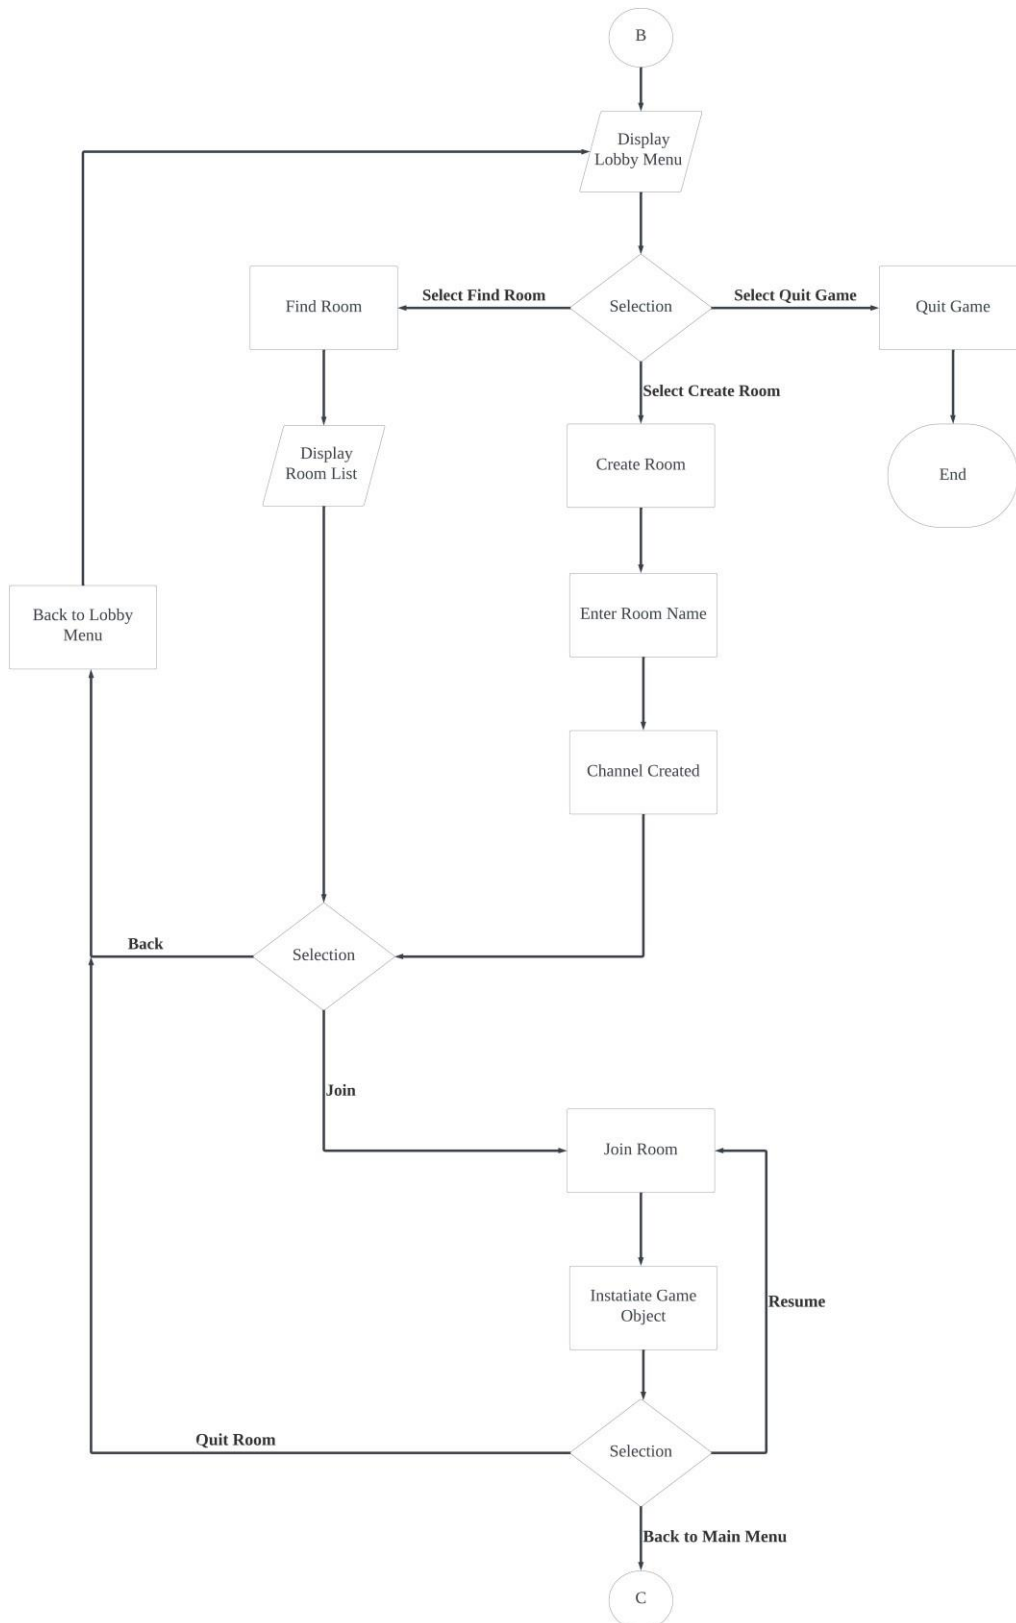 B
Display
Lobby Menu
Select Find Room
Select Quit Game
Find Room
Selection
Quit Game
Select Create Room
Display
Room List
Create Room
End
Back to Lobby
Menu
Enter Room Name
Channel Created
Back
Selection
Join
Join Room
Instatiate Game
Object
Resume
Quit Room
Selection
Back to Main Menu
C